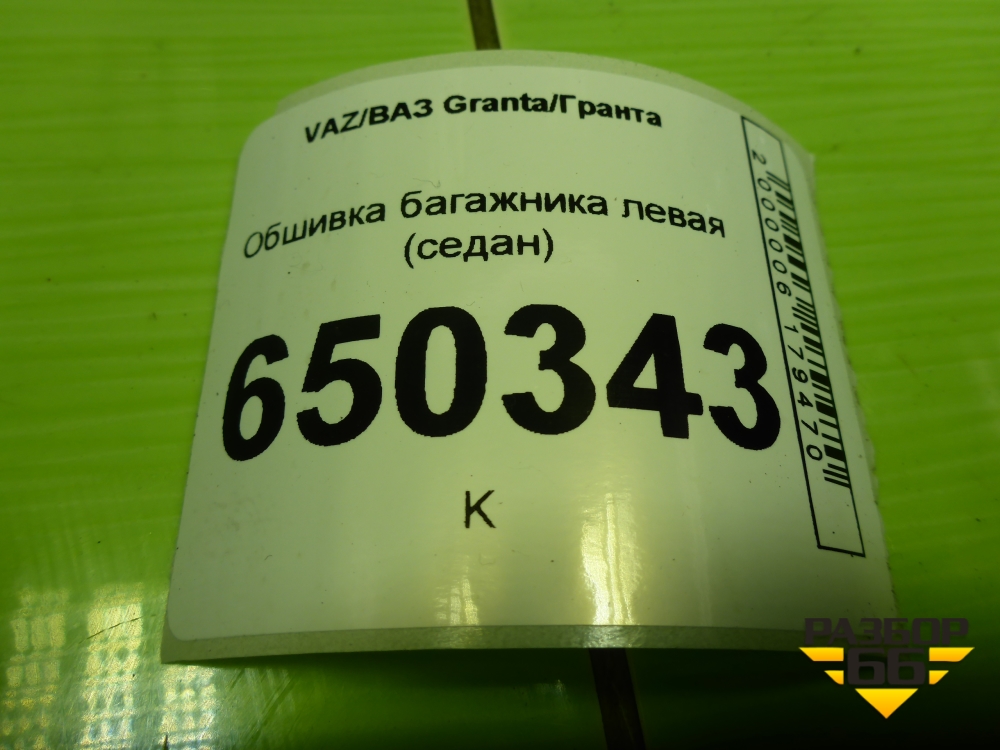 VAZ/ВАЗ Granta/Гранта
Обшивка багажника левая
(седан)
650343
К
2000006179470
РАЗБОР
66